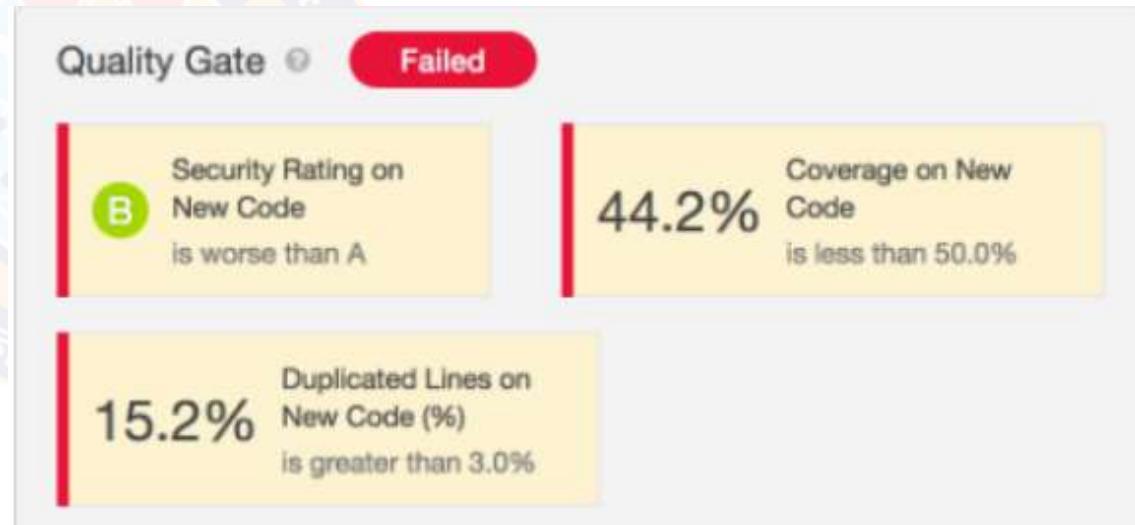 Quality Gate ? Failed
B
Security Rating on
New Code
is worse than A
44.2%
Coverage on New
Code
is less than 50.0%
15.2%
Duplicated Lines on
New Code (%)
is greater than 3.0%